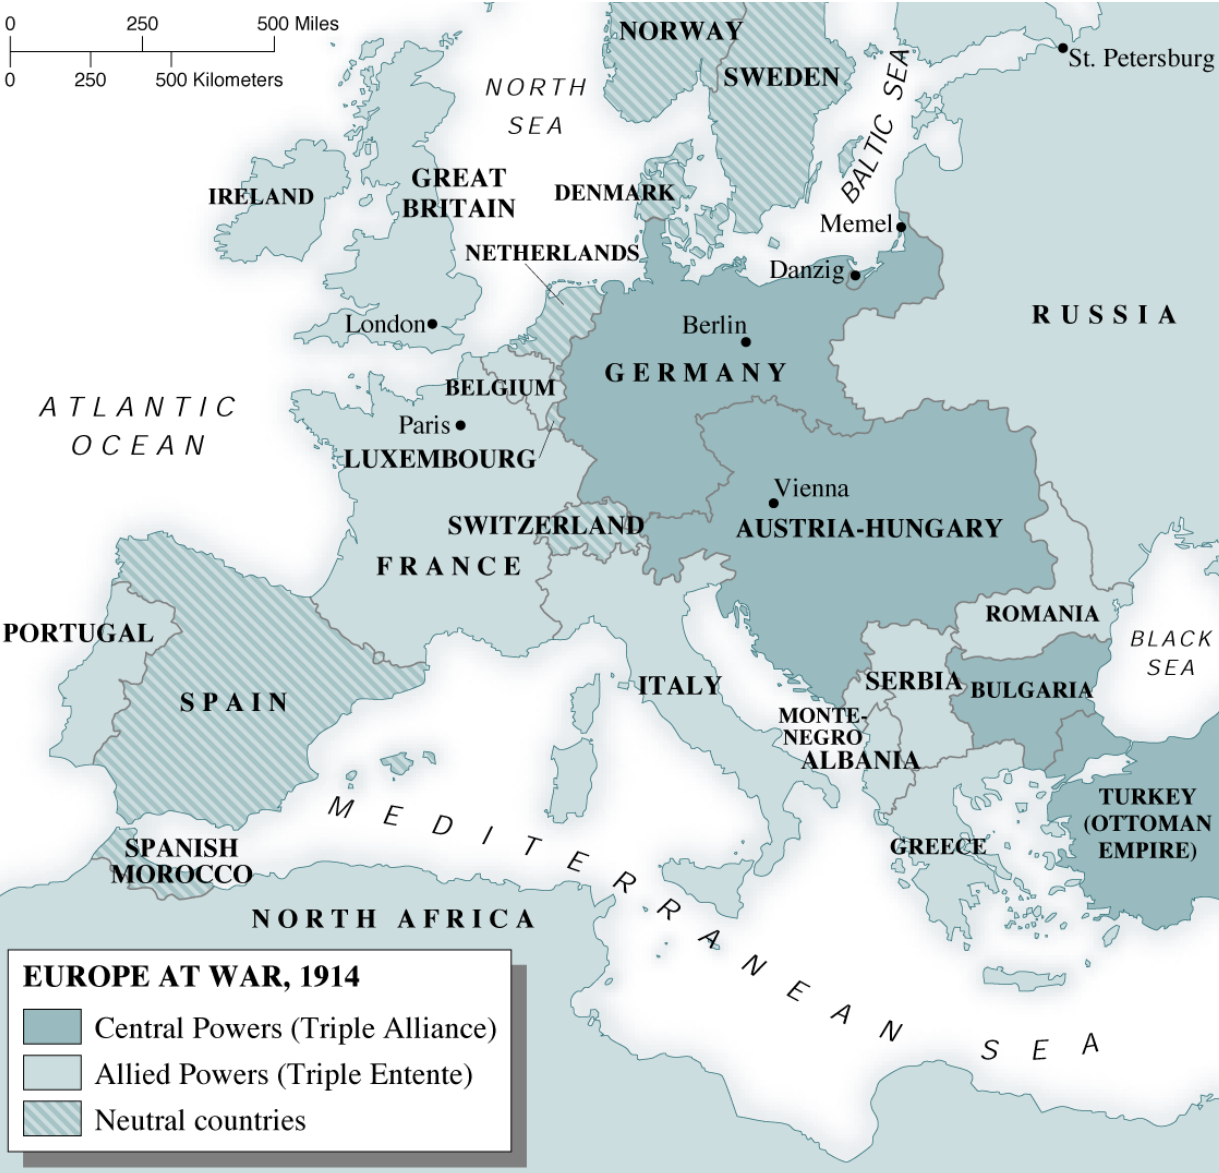 0 250 500 Miles
0 250 500 Kilometers
NORWAY
SWEDEN
St. Petersburg
NORTH
SEA
BALTIC SEA
IRELAND
GREAT
BRITAIN
DENMARK
Memel
NETHERLANDS
Danzig
London
Berlin
RUSSIA
GERMANY
BELGIUM
ATLANTIC
OCEAN
Paris
LUXEMBOURG
Vienna
SWITZERLAND
AUSTRIA-HUNGARY
FRANCE
ROMANIA
PORTUGAL
BLACK
SEA
SPAIN
ITALY
SERBIA
BULGARIA
MONTE-
NEGRO
ALBANIA
TURKEY
(OTTOMAN
EMPIRE)
MEDITERRANEAN SEA
GREECE
SPANISH
MOROCCO
NORTH AFRICA
EUROPE AT WAR, 1914
Central Powers (Triple Alliance)
Allied Powers (Triple Entente)
Neutral countries